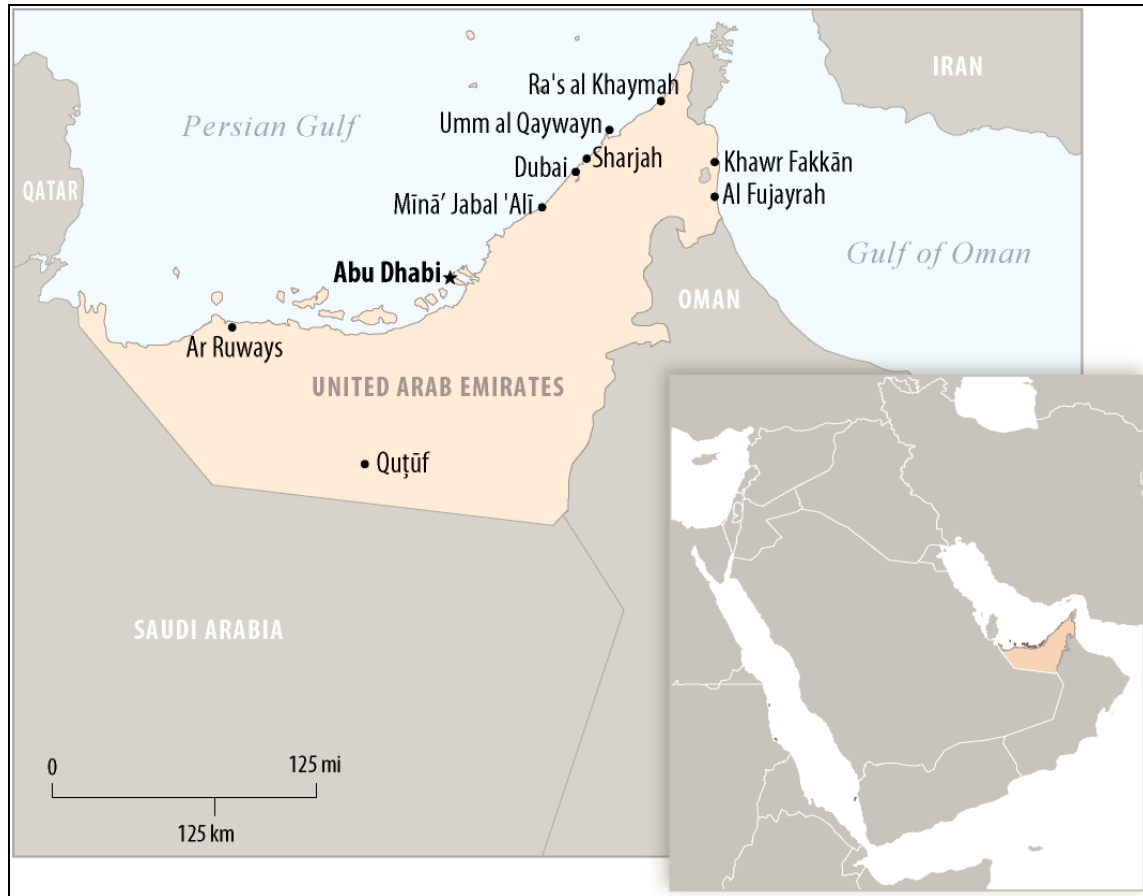 IRAN
Ra's al Khaymah
Persian Gulf
Umm al Qaywayn
Sharjah
Khawr Fakkān
Dubai
QATAR
Mīnā’ Jabal 'Alī
Al Fujayrah
Gulf of Oman
Abu Dhabi
OMAN
Ar Ruways
UNITED ARAB EMIRATES
Quțūf
SAUDI ARABIA
0
125 mi
125 km